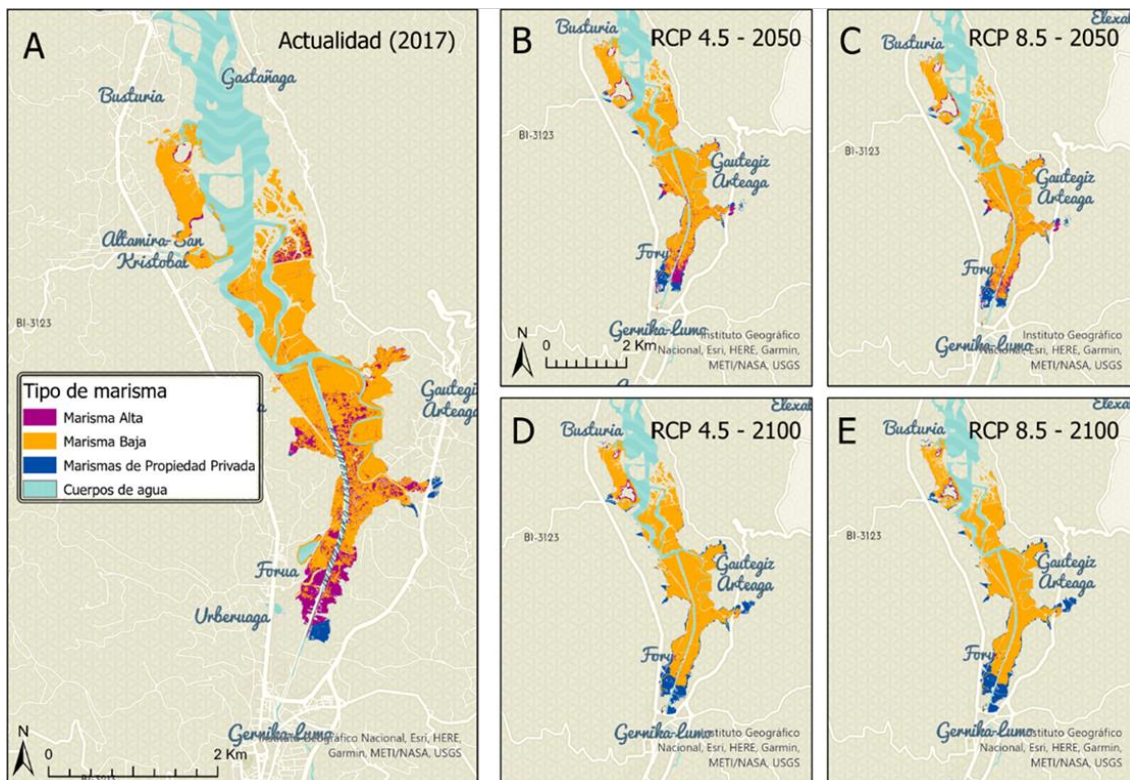 A
Actualidad (2017)
Gastañaga
Busturia
Altamira-San
Kristobal
BI-3123
Gautegiz
Arteaga
Tipo de marisma
Marisma Alta
Marisma Baja
Marismas de Propiedad Privada
Cuerpos de agua
Forua
Urberuaga
Gernika-Lumo
Instituto Geográfico Nacional, Esri, HERE,
Garmin, METI/NASA, USGS
N
0 2 Km
BI-3123
B
RCP 4.5 - 2050
Busturia
BI-3123
Gautegiz
Arteaga
Gernika-Lumo
Instituto Geográfico
Nacional, Esri, HERE, Garmin,
METI/NASA, USGS
N
0 2 Km
C
RCP 8.5 - 2050
Busturia
BI-3123
Gautegiz
Arteaga
Gernika-Lumo
Instituto Geográfico
Nacional, Esri, HERE, Garmin,
METI/NASA, USGS
D
RCP 4.5 - 2100
Busturia
BI-3123
Gautegiz
Arteaga
Gernika-Lumo
Instituto Geográfico
Nacional, Esri, HERE, Garmin,
METI/NASA, USGS
E
RCP 8.5 - 2100
Busturia
BI-3123
Gautegiz
Arteaga
Gernika-Lumo
Instituto Geográfico
Nacional, Esri, HERE, Garmin,
METI/NASA, USGS